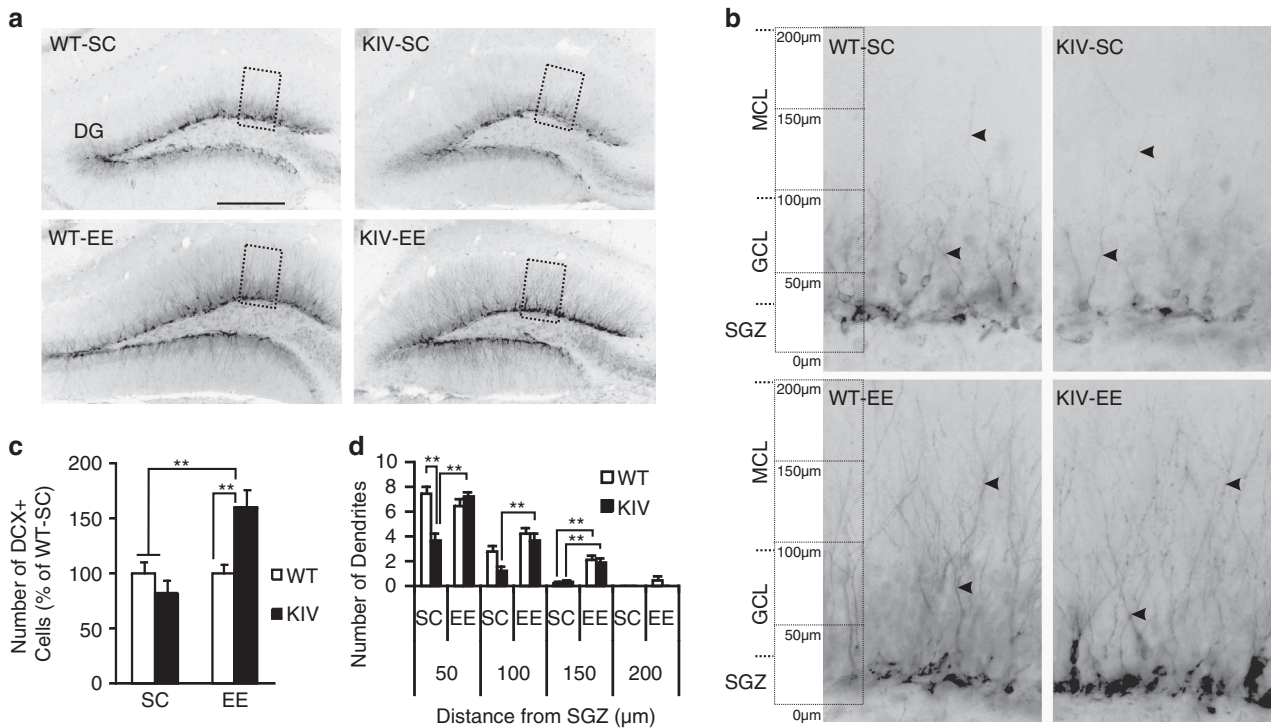 a
WT-SC
KIV-SC
DG
WT-EE
KIV-EE
b
WT-SC
KIV-SC
200µm
MCL
150µm
100µm
GCL
50µm
SGZ
0µm
WT-EE
KIV-EE
200µm
MCL
150µm
100µm
GCL
50µm
SGZ
0µm
c
Number of DCX+
Cells (% of WT-SC)
200
150
100
50
0
**
**
WT
KIV
SC
EE
d
Number of Dendrites
10
8
6
4
2
0
**
**
**
**
**
WT
KIV
SC EE SC EE SC EE SC EE
50 100 150 200
Distance from SGZ (µm)